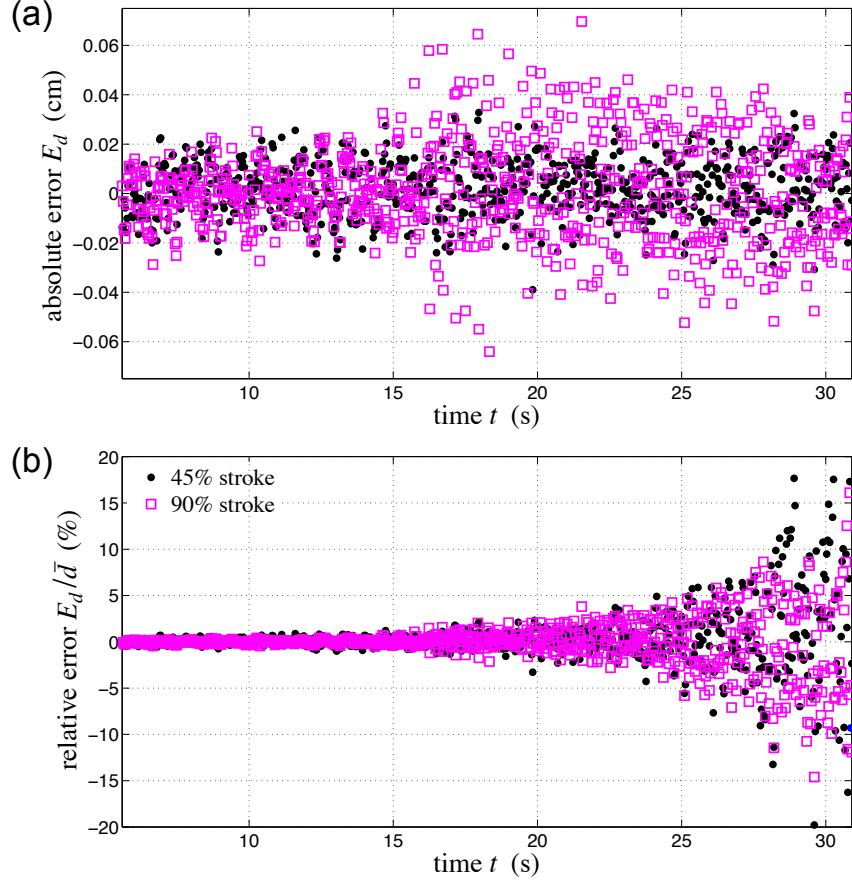 (a)
absolute error E_d (cm)
0.06
0.04
0.02
0
−0.02
−0.04
−0.06
10 15 20 25 30
time t (s)
(b)
relative error E_d/d̄ (%)
20
15
10
5
0
−5
−10
−15
−20
45% stroke
90% stroke
10 15 20 25 30
time t (s)